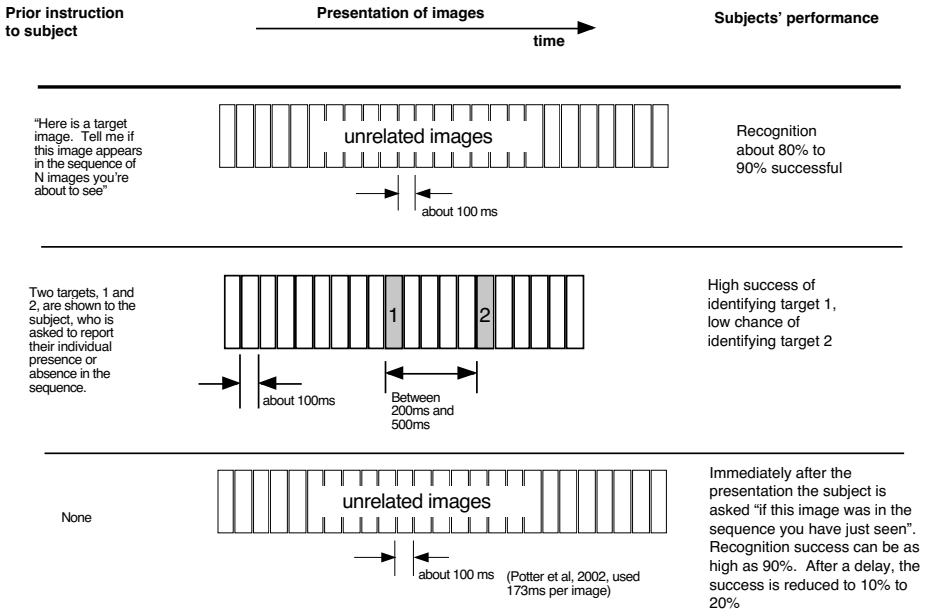 Prior instruction
to subject
Presentation of images
time
Subjects' performance
“Here is a target
image. Tell me if
this image appears
in the sequence of
N images you're
about to see”
unrelated images
about 100 ms
Recognition
about 80% to
90% successful
Two targets, 1 and
2, are shown to the
subject, who is
asked to report
their individual
presence or
absence in the
sequence.
1
2
about 100ms
Between
200ms and
500ms
High success of
identifying target 1,
low chance of
identifying target 2
None
unrelated images
about 100 ms
(Potter et al, 2002, used
173ms per image)
Immediately after the
presentation the subject is
asked “if this image was in the
sequence you have just seen”.
Recognition success can be as
high as 90%. After a delay, the
success is reduced to 10% to
20%